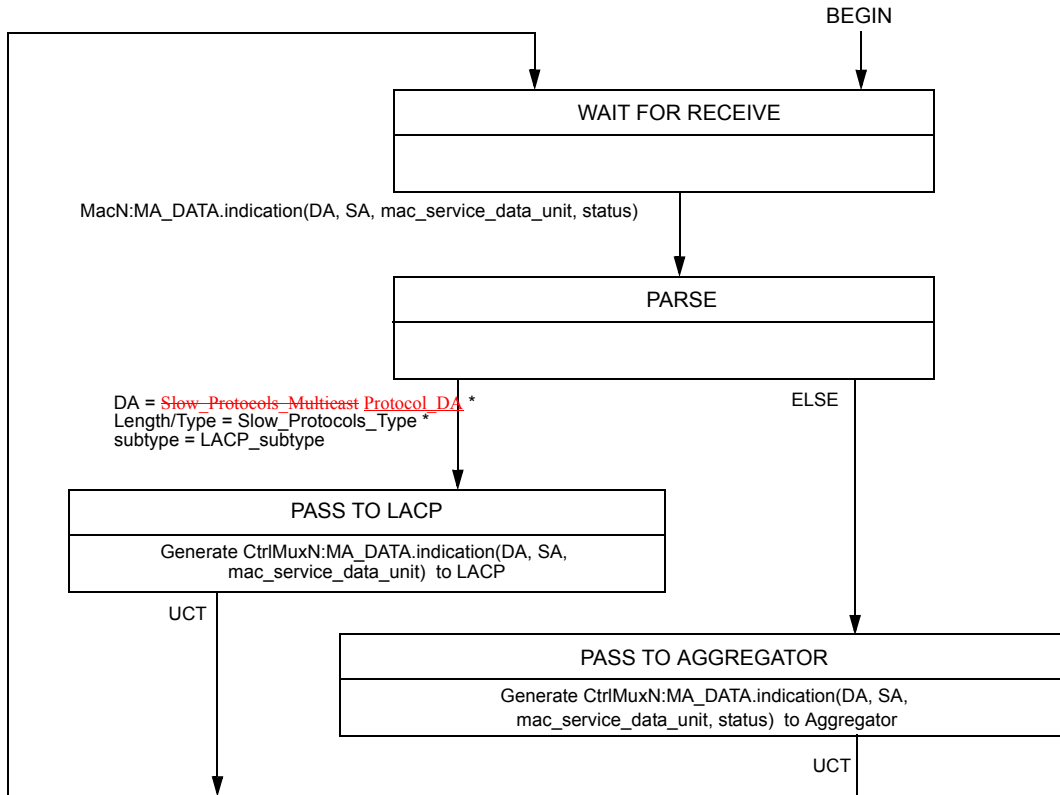 BEGIN
WAIT FOR RECEIVE
MacN:MA_DATA.indication(DA, SA, mac_service_data_unit, status)
PARSE
DA = Slow_Protocols_Multicast Protocol_DA *
Length/Type = Slow_Protocols_Type *
subtype = LACP_subtype
ELSE
PASS TO LACP
Generate CtrlMuxN:MA_DATA.indication(DA, SA,
mac_service_data_unit) to LACP
UCT
PASS TO AGGREGATOR
Generate CtrlMuxN:MA_DATA.indication(DA, SA,
mac_service_data_unit, status) to Aggregator
UCT